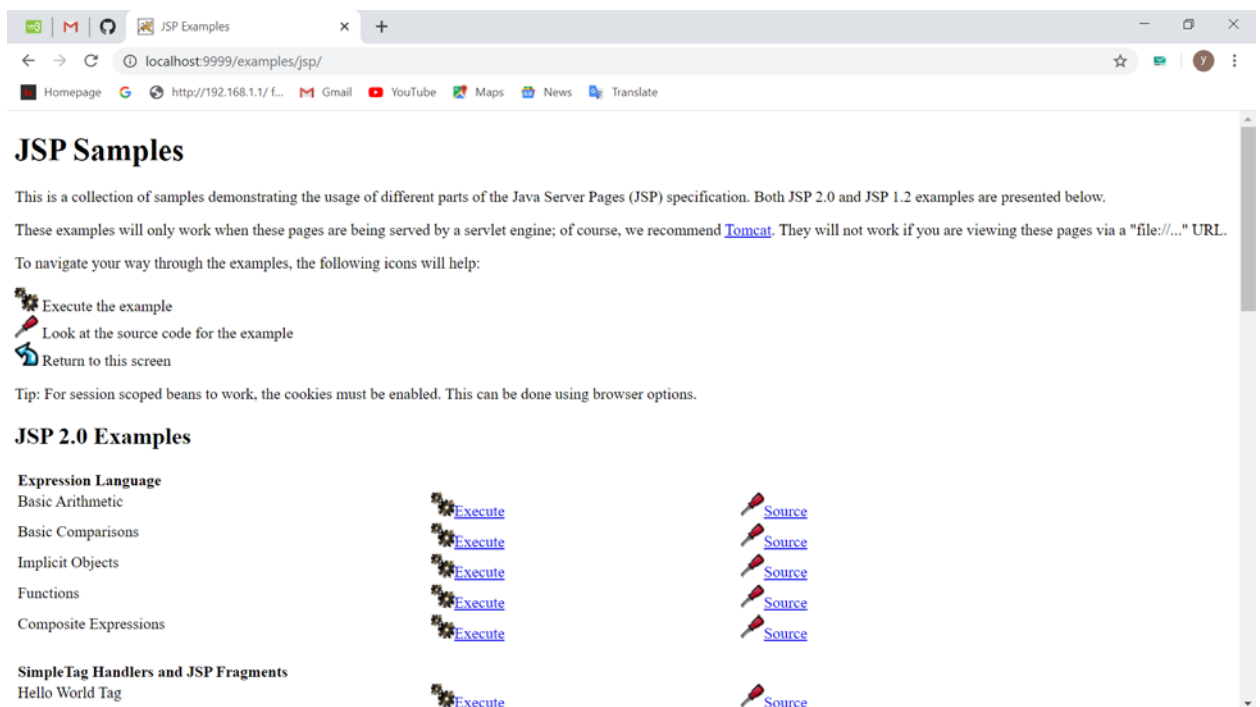 JSP Examples
localhost:9999/examples/jsp/
y
Homepage http://192.168.1.1/ f... Gmail YouTube Maps News Translate
JSP Samples
This is a collection of samples demonstrating the usage of different parts of the Java Server Pages (JSP) specification. Both JSP 2.0 and JSP 1.2 examples are presented below.
These examples will only work when these pages are being served by a servlet engine; of course, we recommend Tomcat. They will not work if you are viewing these pages via a "file://..." URL.
To navigate your way through the examples, the following icons will help:
Execute the example
Look at the source code for the example
Return to this screen
Tip: For session scoped beans to work, the cookies must be enabled. This can be done using browser options.
JSP 2.0 Examples
Expression Language
Basic Arithmetic Execute Source
Basic Comparisons Execute Source
Implicit Objects Execute Source
Functions Execute Source
Composite Expressions Execute Source
SimpleTag Handlers and JSP Fragments
Hello World Tag Execute Source